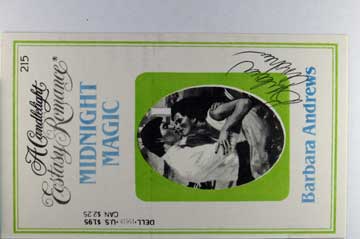 215
A Candlelight
Ecstasy Romance®
MIDNIGHT
MAGIC
Barbara Andrews
U.S. $1.95
CAN $2.25
DELL